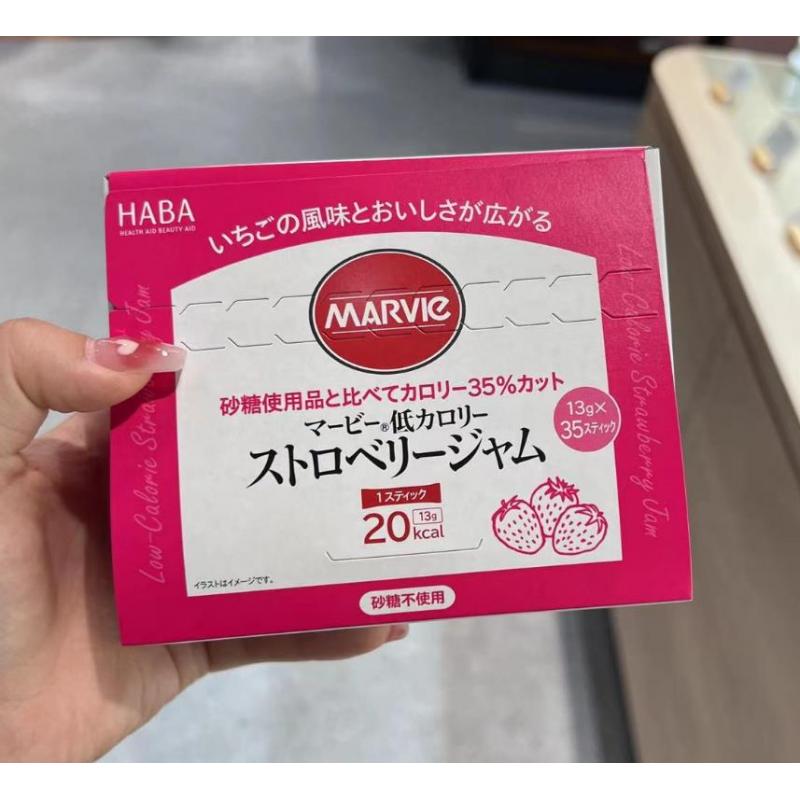 HABA
HEALTH AID BEAUTY AID
いちごの風味とおいしさが広がる
MARVIE
砂糖使用品と比べてカロリー35%カット
マービー®低カロリー
ストロベリージャム
13g×
35スティック
1スティック
13g
20kcal
イラストはイメージです。
砂糖不使用
Low-Calorie Strawberry Jam
Low-Calorie Strawberry Jam